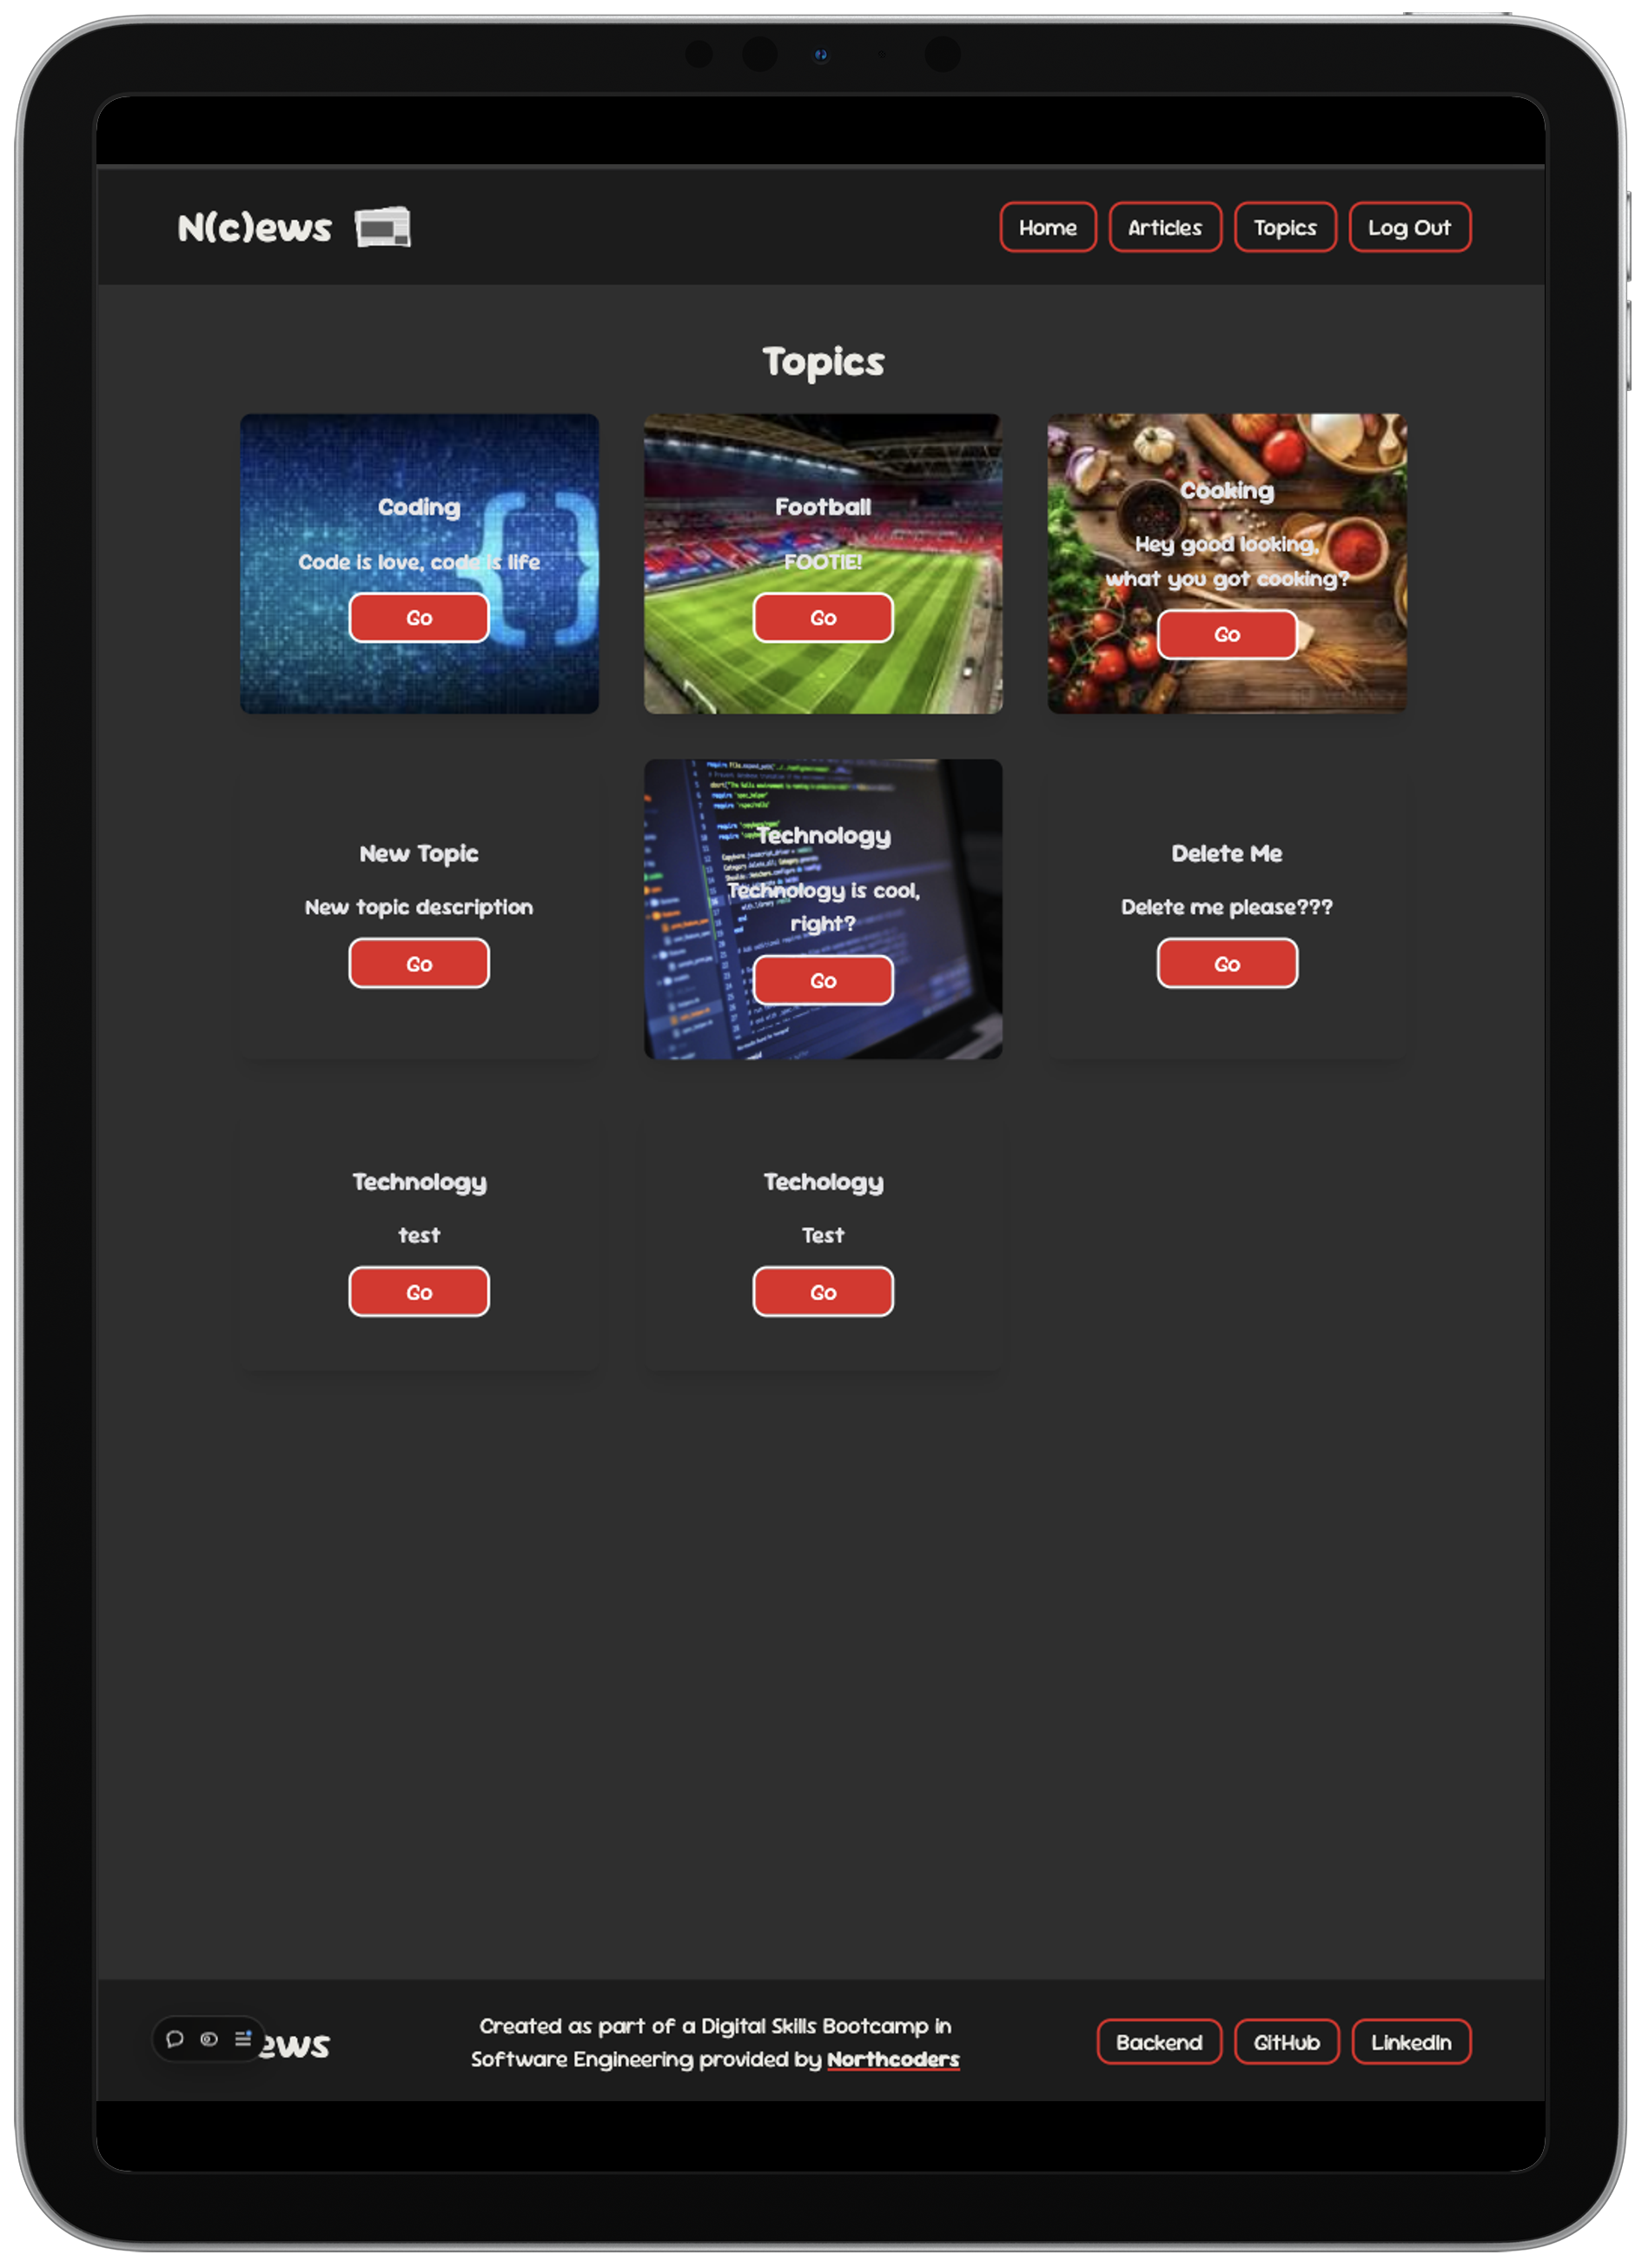 N(c)ews
Home Articles Topics Log Out
Topics
Coding
Code is love, code is life
Go
Football
FOOTIE!
Go
Cooking
Hey good looking,
what you got cooking?
Go
New Topic
New topic description
Go
Technology
Technology is cool,
right?
Go
Delete Me
Delete me please???
Go
Technology
test
Go
Techology
Test
Go
ews
Created as part of a Digital Skills Bootcamp in
Software Engineering provided by Northcoders
Backend GitHub LinkedIn